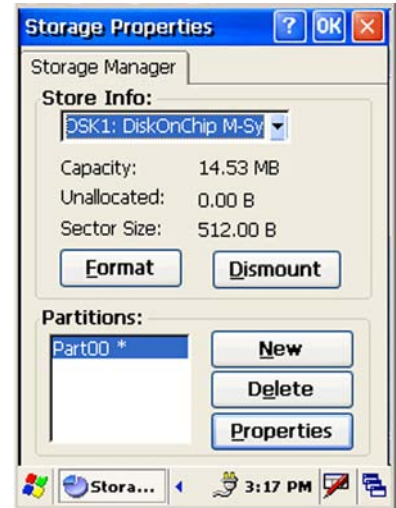 Storage Properties ? OK X
Storage Manager
Store Info:
DSK1: DiskOnChip M-Sy
Capacity: 14.53 MB
Unallocated: 0.00 B
Sector Size: 512.00 B
Format Dismount
Partitions:
Part00 *
New
Delete
Properties
Stora... 3:17 PM